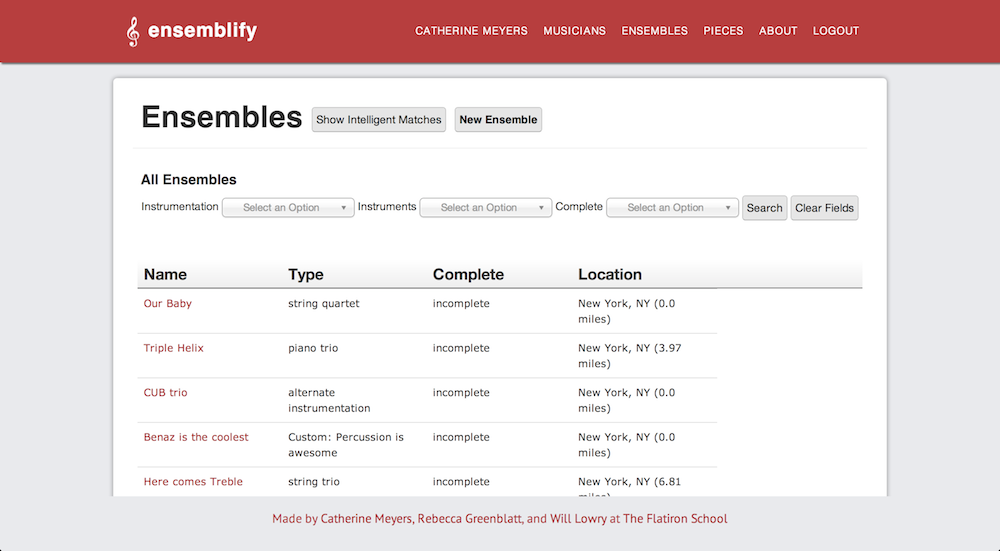 ensemblify
CATHERINE MEYERS MUSICIANS ENSEMBLES PIECES ABOUT LOGOUT
Ensembles Show Intelligent Matches New Ensemble
All Ensembles
Instrumentation Select an Option Instruments Select an Option Complete Select an Option Search Clear Fields
Name Type Complete Location
Our Baby string quartet incomplete New York, NY (0.0
miles)
Triple Helix piano trio incomplete New York, NY (3.97
miles)
CUB trio alternate incomplete New York, NY (0.0
instrumentation miles)
Benaz is the coolest Custom: Percussion is incomplete New York, NY (0.0
awesome miles)
Here comes Treble string trio incomplete New York, NY (6.81
miles)
Made by Catherine Meyers, Rebecca Greenblatt, and Will Lowry at The Flatiron School